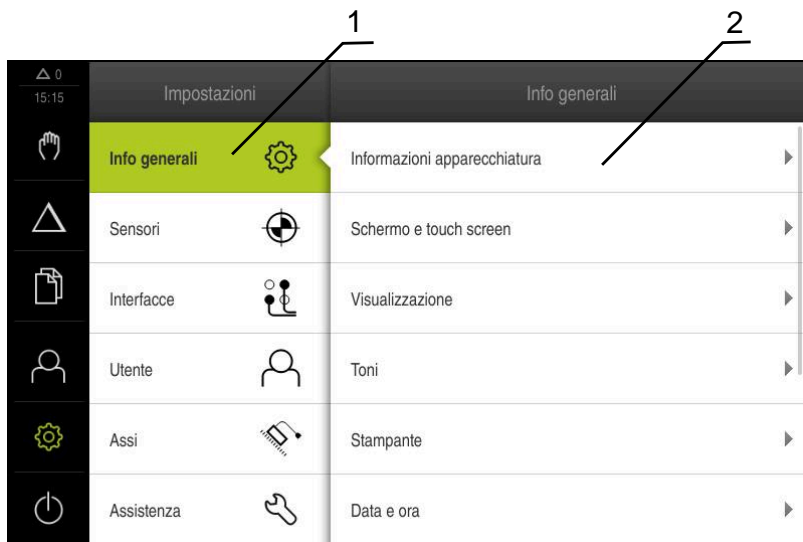 1
2
△ 0
15:15
Impostazioni
Info generali
Info generali
Sensori
Interfacce
Utente
Assi
Assistenza
Informazioni apparecchiatura
Schermo e touch screen
Visualizzazione
Toni
Stampante
Data e ora